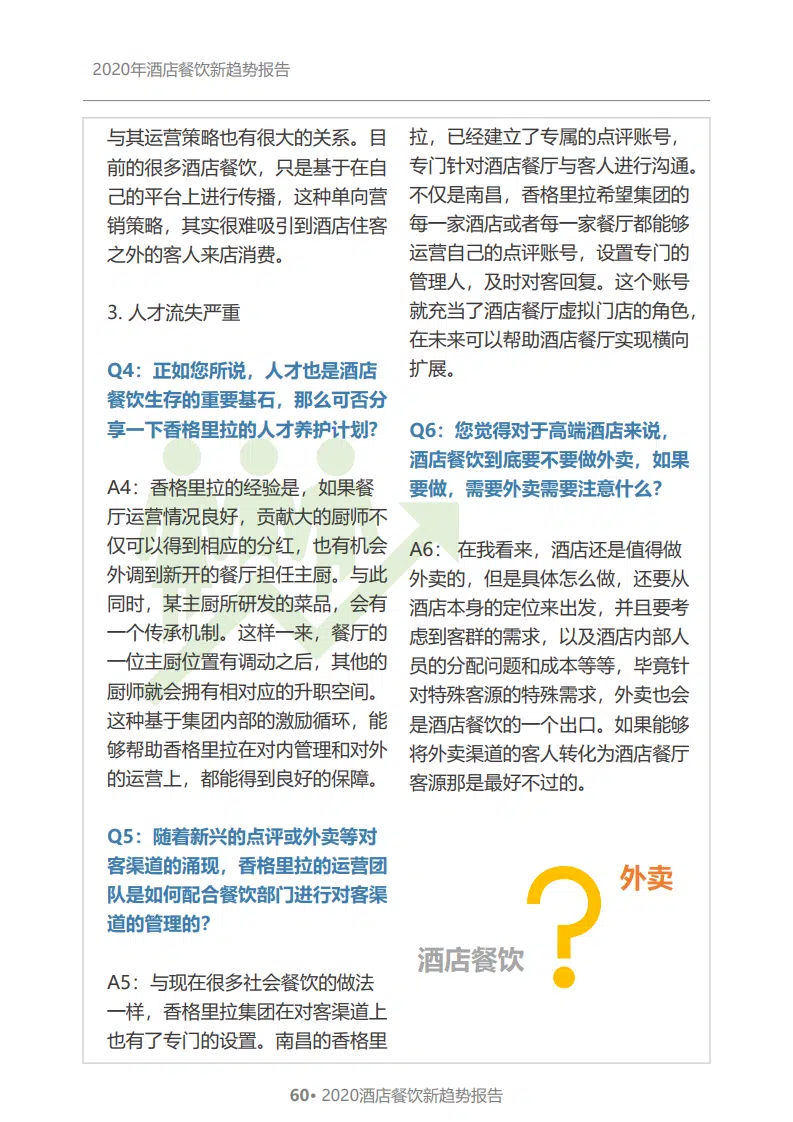 2020年酒店餐饮新趋势报告
与其运营策略也有很大的关系。目
前的很多酒店餐饮，只是基于在自
己的平台上进行传播，这种单向营
销策略，其实很难吸引到酒店住客
之外的客人来店消费。
3. 人才流失严重
Q4：正如您所说，人才也是酒店
餐饮生存的重要基石，那么可否分
享一下香格里拉的人才养护计划？
A4：香格里拉的经验是，如果餐
厅运营情况良好，贡献大的厨师不
仅可以得到相应的分红，也有机会
外调到新开的餐厅担任主厨。与此
同时，某主厨所研发的菜品，会有
一个传承机制。这样一来，餐厅的
一位主厨位置有调动之后，其他的
厨师就会拥有相对应的升职空间。
这种基于集团内部的激励循环，能
够帮助香格里拉在对内管理和对外
的运营上，都能得到良好的保障。
Q5：随着新兴的点评或外卖等对
客渠道的涌现，香格里拉的运营团
队是如何配合餐饮部门进行对客渠
道的管理的？
A5：与现在很多社会餐饮的做法
一样，香格里拉集团在对客渠道上
也有了专门的设置。南昌的香格里
拉，已经建立了专属的点评账号，
专门针对酒店餐厅与客人进行沟通。
不仅是南昌，香格里拉希望集团的
每一家酒店或者每一家餐厅都能够
运营自己的点评账号，设置专门的
管理人，及时对客回复。这个账号
就充当了酒店餐厅虚拟门店的角色，
在未来可以帮助酒店餐厅实现横向
扩展。
Q6：您觉得对于高端酒店来说，
酒店餐饮到底要不要做外卖，如果
要做，需要外卖需要注意什么？
A6： 在我看来，酒店还是值得做
外卖的，但是具体怎么做，还要从
酒店本身的定位来出发，并且要考
虑到客群的需求，以及酒店内部人
员的分配问题和成本等等，毕竟针
对特殊客源的特殊需求，外卖也会
是酒店餐饮的一个出口。如果能够
将外卖渠道的客人转化为酒店餐厅
客源那是最好不过的。
外卖
？
酒店餐饮
60• 2020酒店餐饮新趋势报告